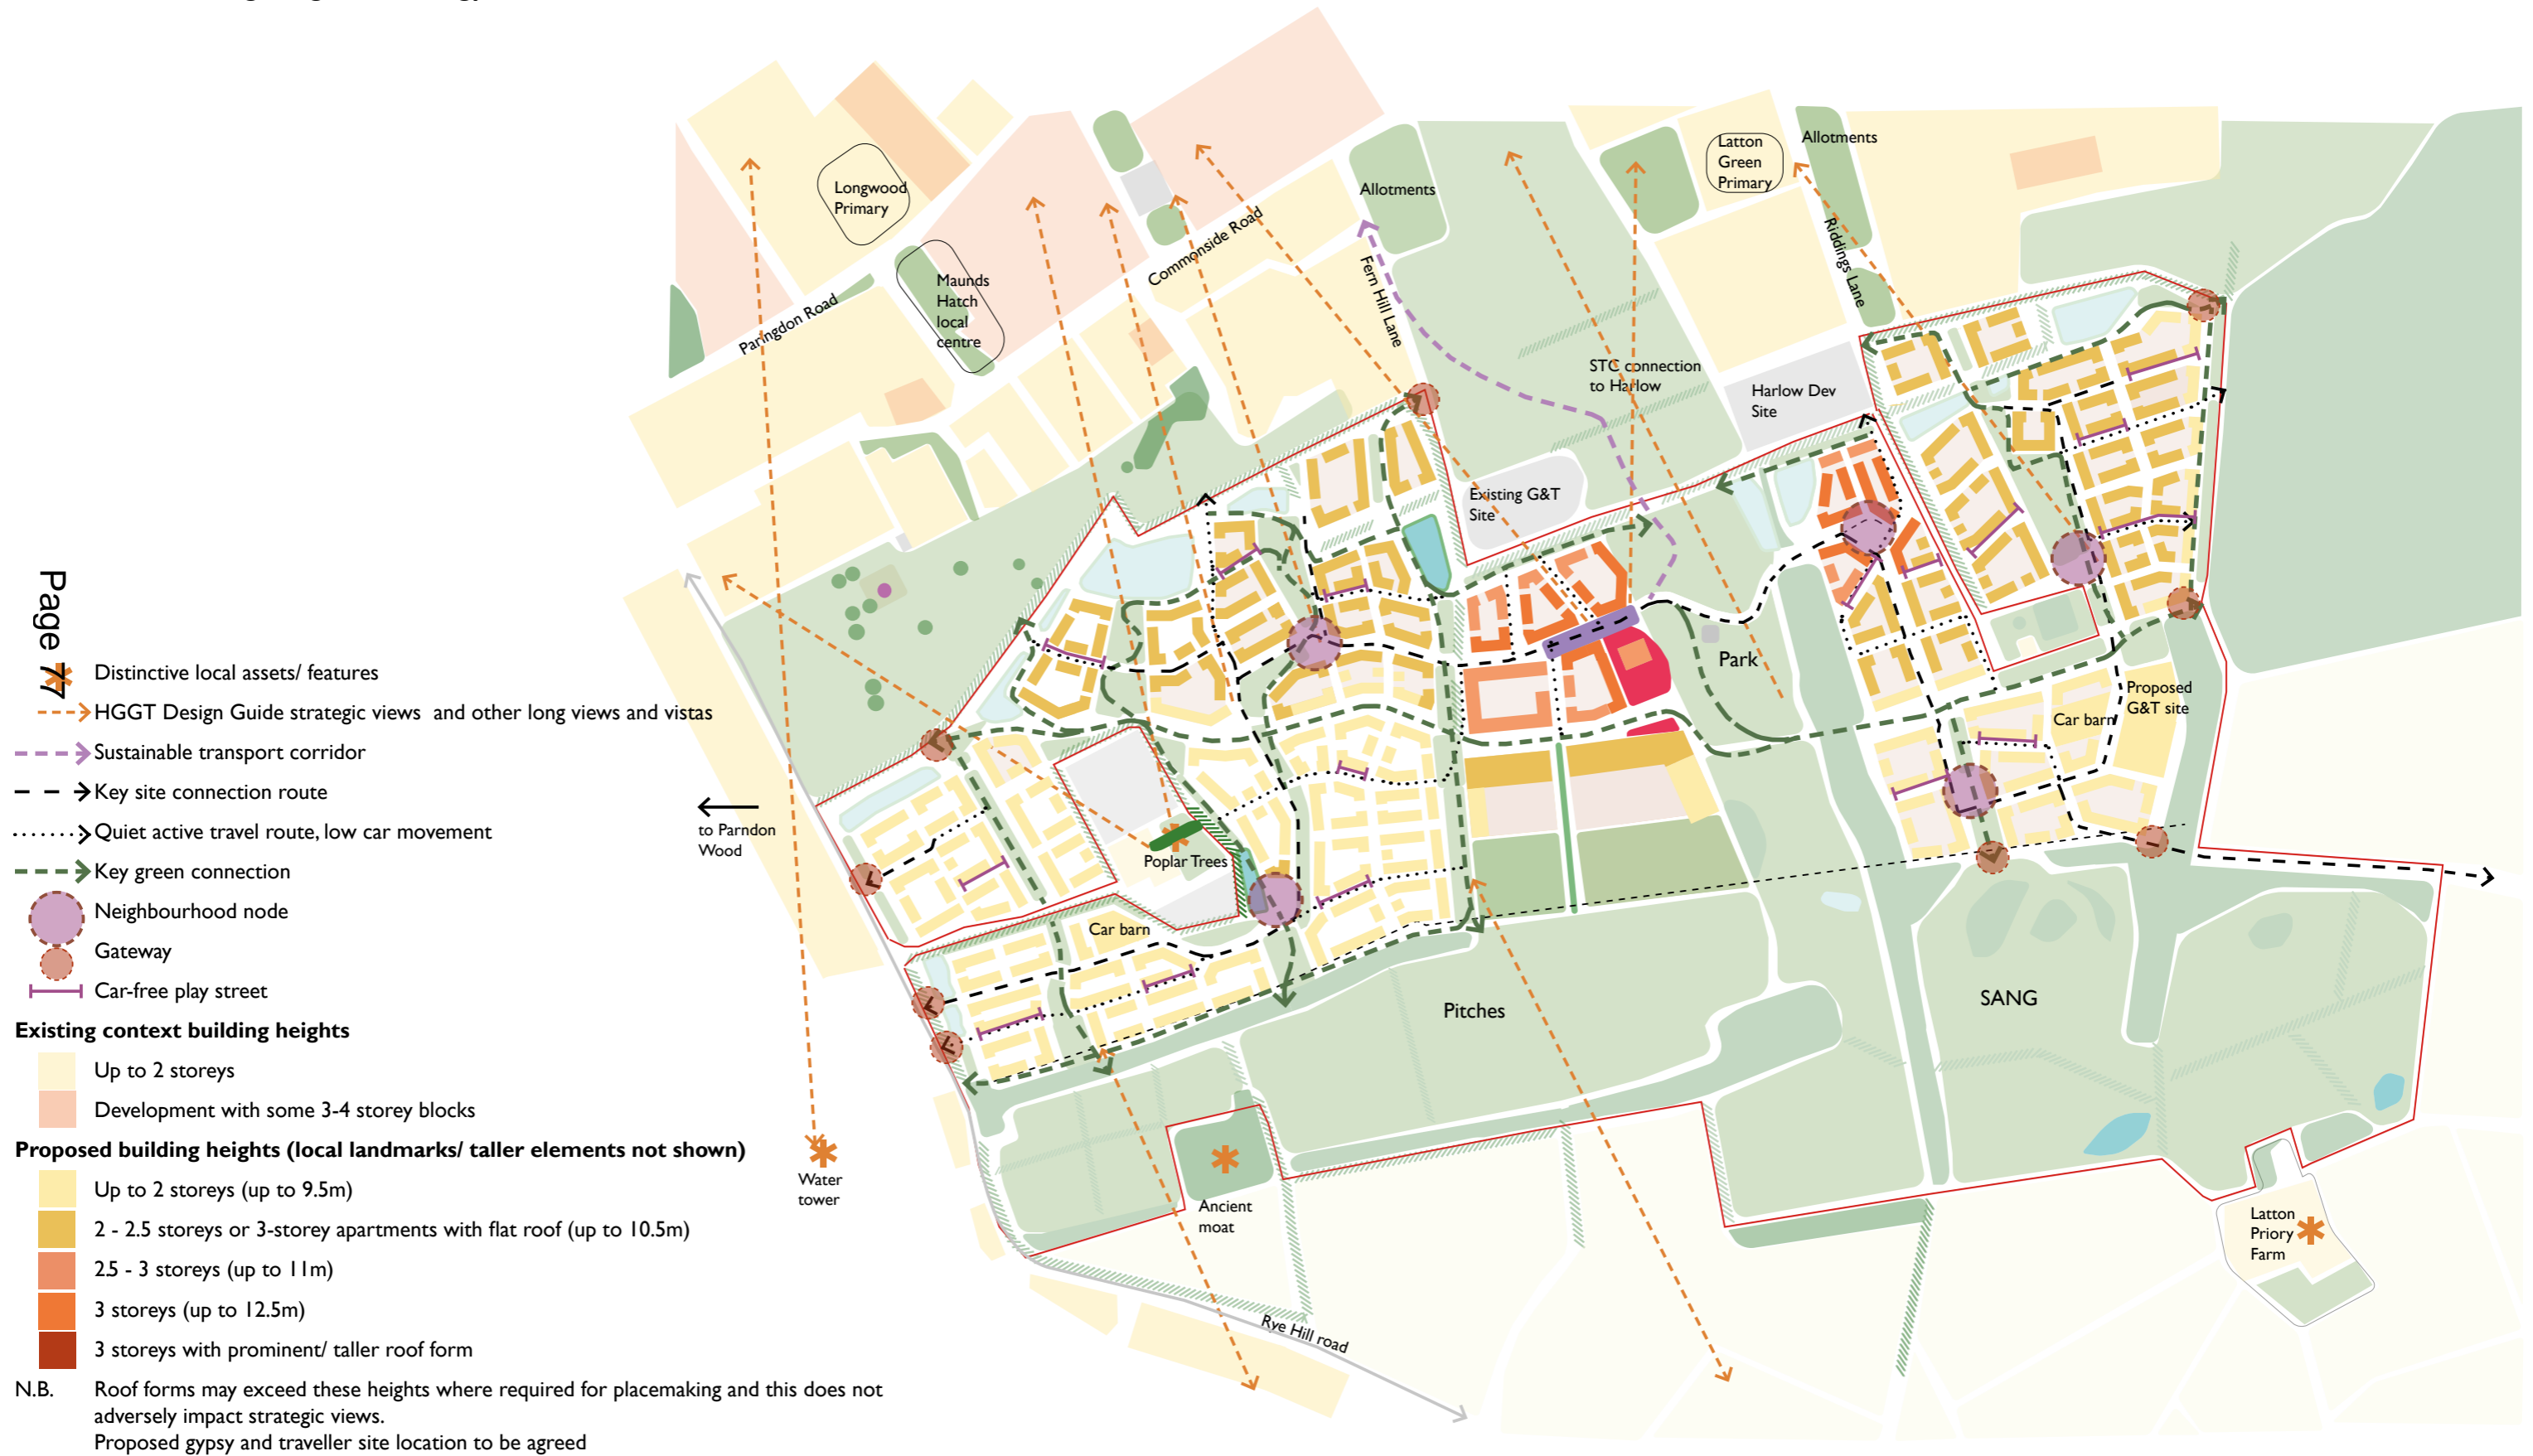 Page 77
Distinctive local assets/ features
HGGT Design Guide strategic views and other long views and vistas
Sustainable transport corridor
Key site connection route
Quiet active travel route, low car movement
Key green connection
Neighbourhood node
Gateway
Car-free play street
Existing context building heights
Up to 2 storeys
Development with some 3-4 storey blocks
Proposed building heights (local landmarks/ taller elements not shown)
Up to 2 storeys (up to 9.5m)
2 - 2.5 storeys or 3-storey apartments with flat roof (up to 10.5m)
2.5 - 3 storeys (up to 11m)
3 storeys (up to 12.5m)
3 storeys with prominent/ taller roof form
N.B. Roof forms may exceed these heights where required for placemaking and this does not
adversely impact strategic views.
Proposed gypsy and traveller site location to be agreed
Longwood
Primary
Maunds
Hatch
local
centre
Paringdon Road
Commonside Road
Allotments
Fern Hill Lane
Latton
Green
Primary
Allotments
Riddings Lane
STC connection
to Harlow
Harlow Dev
Site
Existing G&T
Site
Park
Proposed
G&T site
Car barn
to Parndon
Wood
Poplar Trees
Car barn
Pitches
SANG
Water
tower
Ancient
moat
Latton
Priory
Farm
Rye Hill road